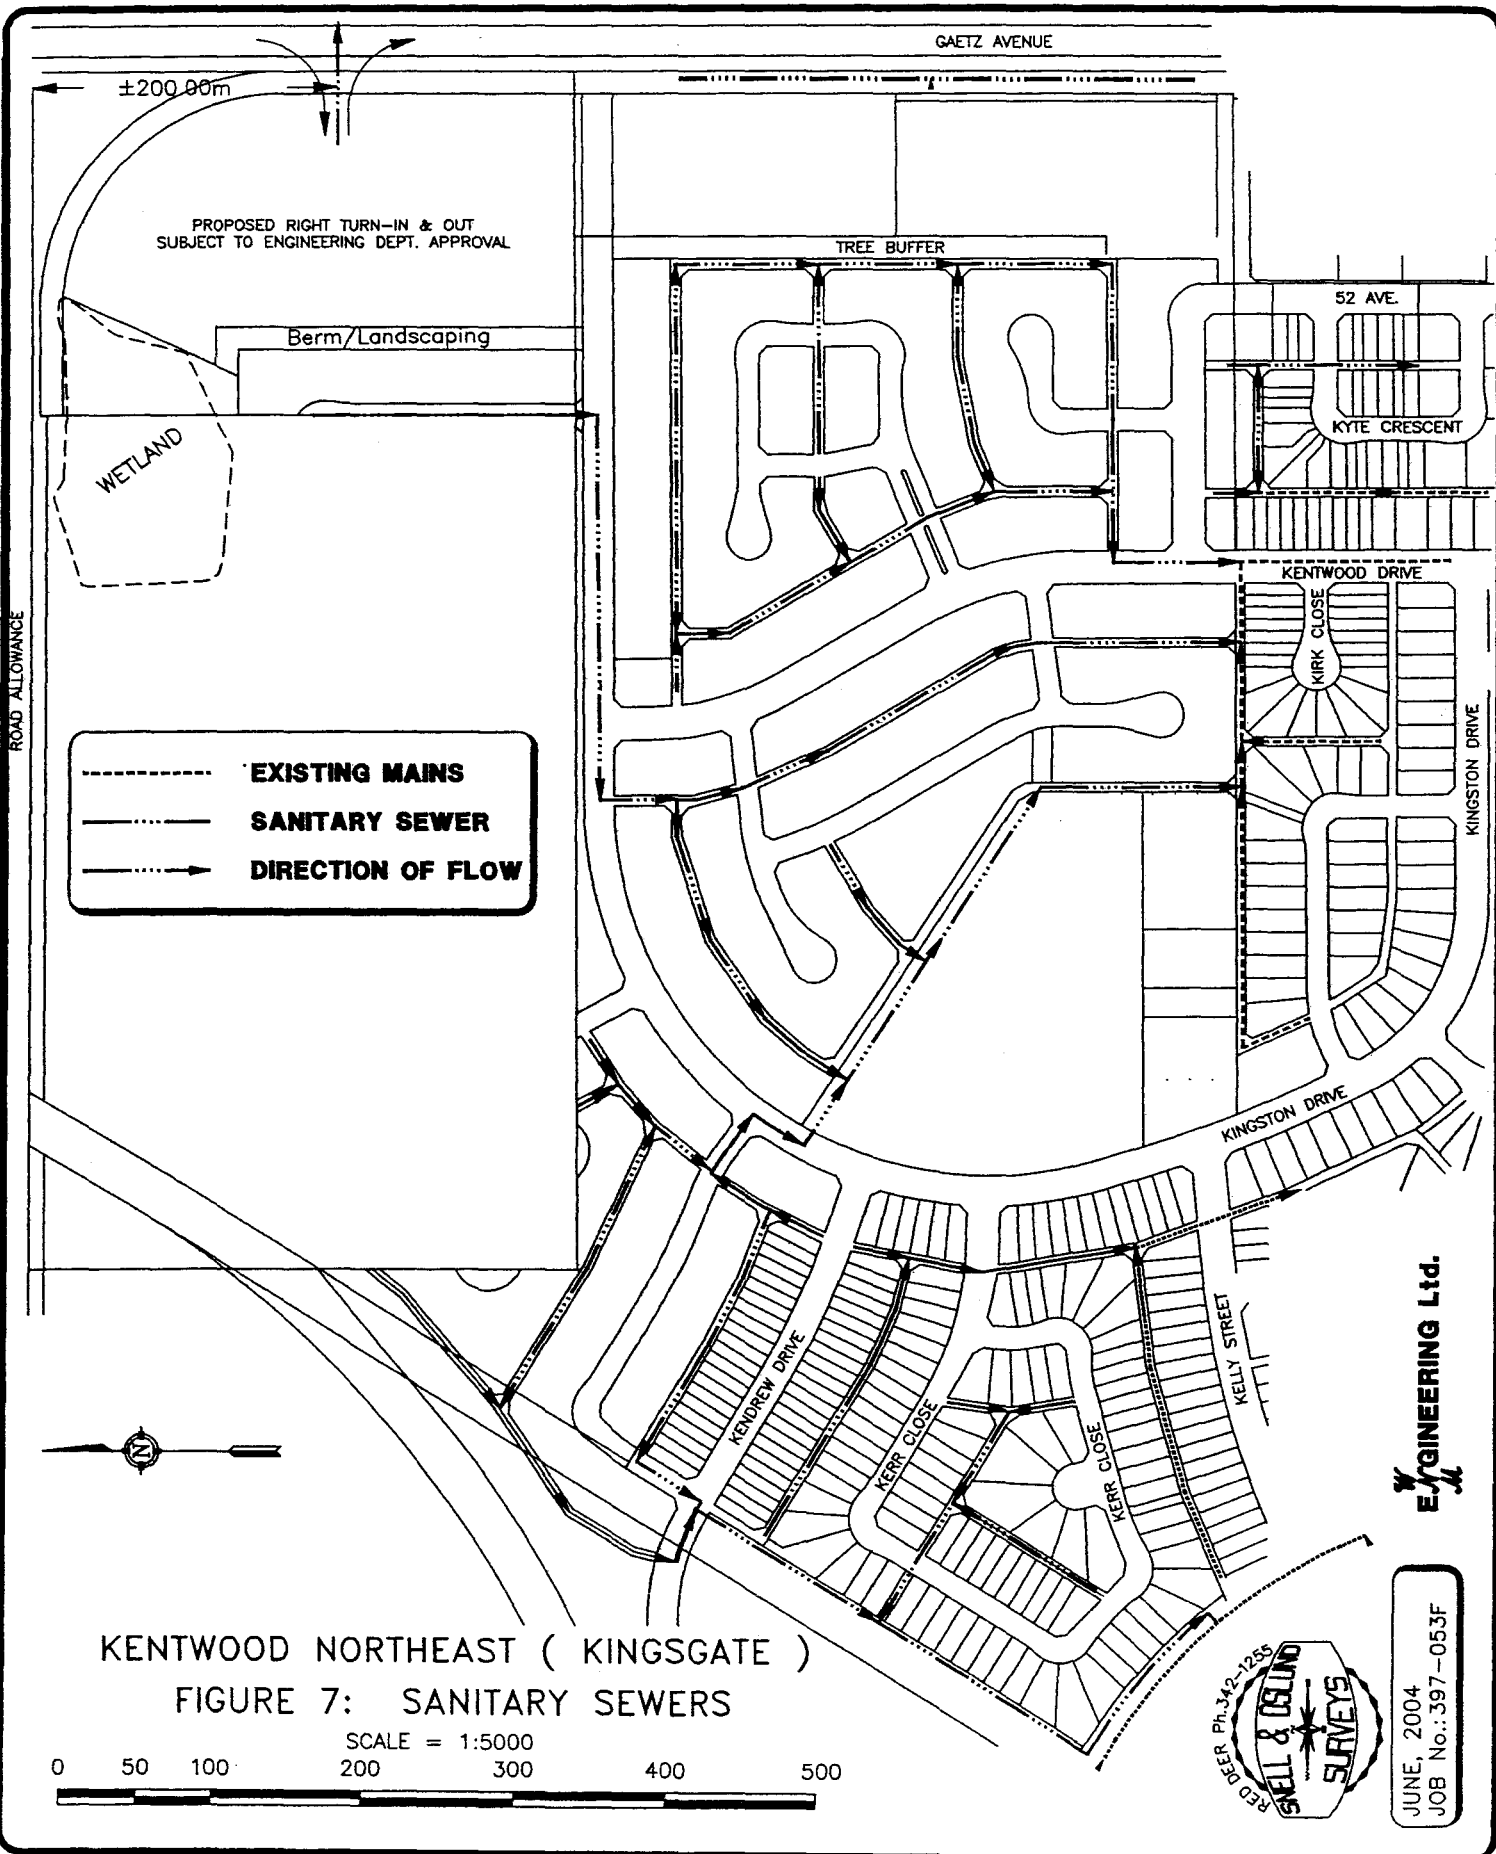 GAETZ AVENUE
±200.00m
PROPOSED RIGHT TURN-IN & OUT
SUBJECT TO ENGINEERING DEPT. APPROVAL
TREE BUFFER
52 AVE.
Berm/Landscaping
KYTE CRESCENT
WETLAND
KENTWOOD DRIVE
KIRK CLOSE
ROAD ALLOWANCE
KINGSTON DRIVE
EXISTING MAINS
SANITARY SEWER
DIRECTION OF FLOW
KINGSTON DRIVE
KELLY STREET
KENDREW DRIVE
KERR CLOSE
KERR CLOSE
N
ENGINEERING Ltd.
W
M
KENTWOOD NORTHEAST ( KINGSGATE )
FIGURE 7: SANITARY SEWERS
SCALE = 1:5000
0 50 100 200 300 400 500
RED DEER Ph.342-1255
SNELL & OSLUND
SURVEYS
JUNE, 2004
JOB No.: 397-053F